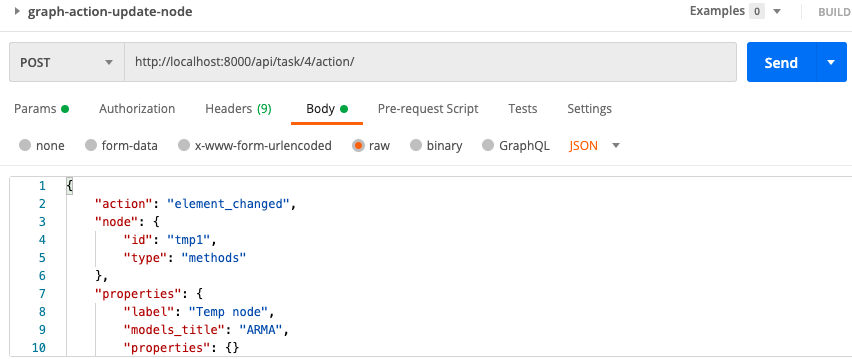 graph-action-update-node Examples 0 BUILD
POST http://localhost:8000/api/task/4/action/ Send
Params Authorization Headers (9) Body Pre-request Script Tests Settings
none form-data x-www-form-urlencoded raw binary GraphQL JSON
1 {
2 "action": "element_changed",
3 "node": {
4 "id": "tmp1",
5 "type": "methods"
6 },
7 "properties": {
8 "label": "Temp node",
9 "models_title": "ARMA",
10 "properties": {}